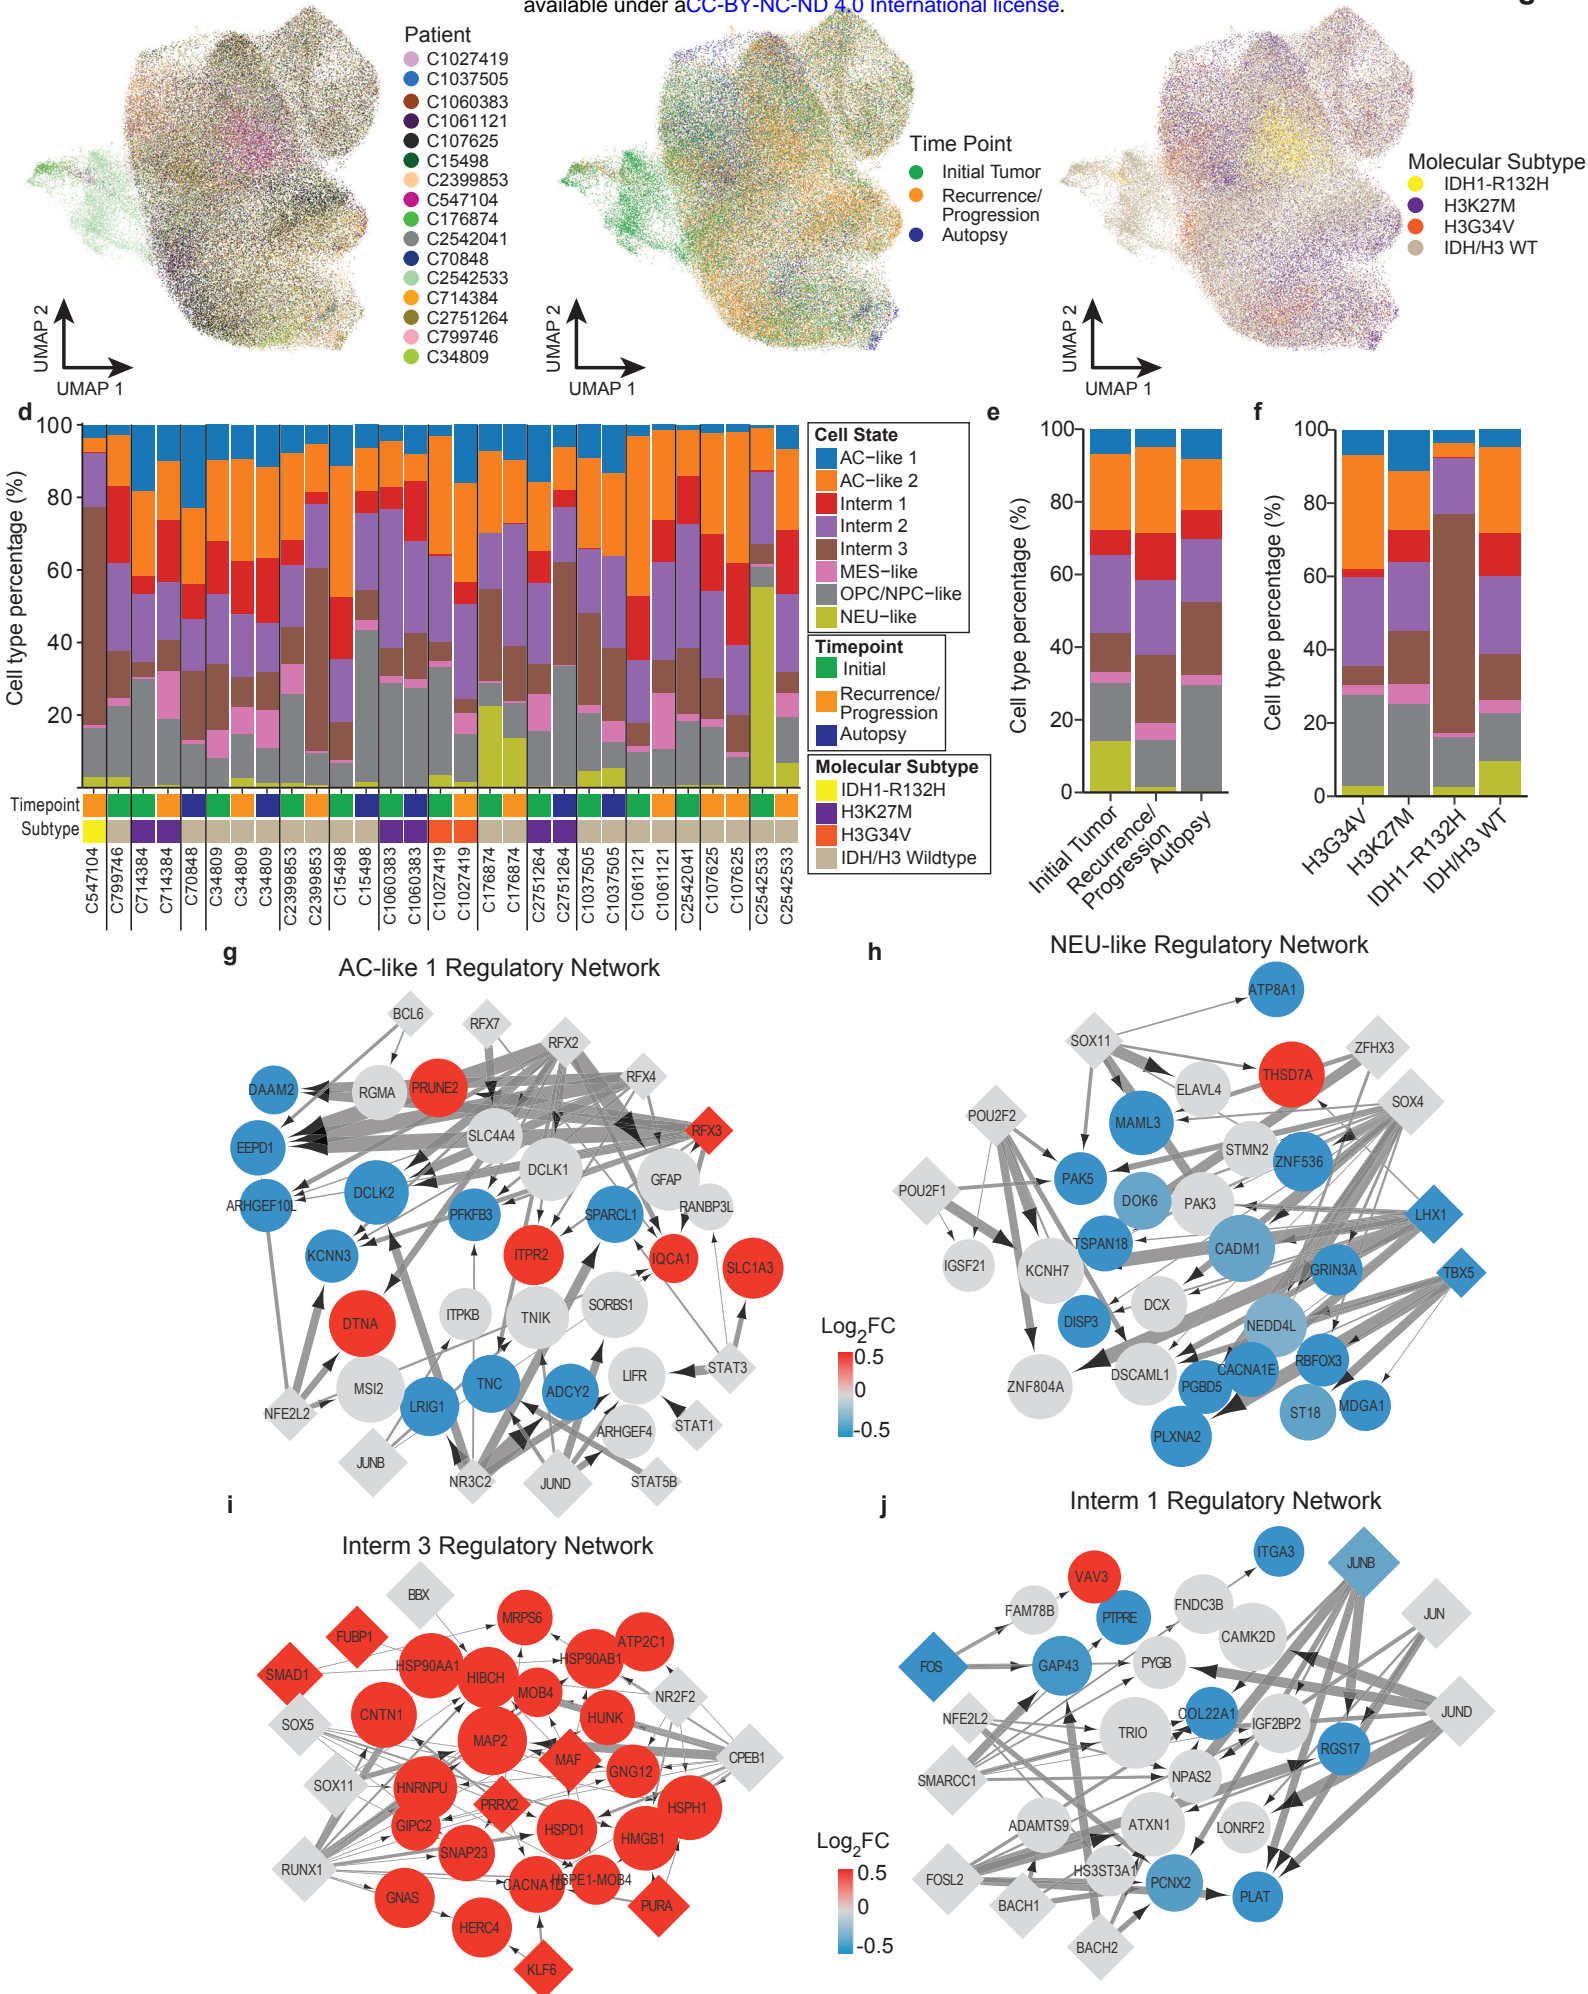 available under aCC-BY-NC-ND 4.0 International license.
Patient
C1027419
C1037505
C1060383
C1061121
C107625
C15498
C2399853
C547104
C176874
C2542041
C70848
C2542533
C714384
C2751264
C799746
C34809
UMAP 2
UMAP 1
Time Point
Initial Tumor
Recurrence/
Progression
Autopsy
UMAP 2
UMAP 1
Molecular Subtype
IDH1-R132H
H3K27M
H3G34V
IDH/H3 WT
UMAP 2
UMAP 1
d
Cell type percentage (%)
100
80
60
40
20
Timepoint
Subtype
C547104
C799746
C714384
C714384
C70848
C34809
C34809
C34809
C2399853
C2399853
C15498
C15498
C1060383
C1060383
C1027419
C1027419
C176874
C176874
C2751264
C2751264
C1037505
C1037505
C1061121
C1061121
C2542041
C107625
C107625
C2542533
C2542533
Cell State
AC−like 1
AC−like 2
Interm 1
Interm 2
Interm 3
MES−like
OPC/NPC−like
NEU−like
Timepoint
Initial
Recurrence/
Progression
Autopsy
Molecular Subtype
IDH1-R132H
H3K27M
H3G34V
IDH/H3 Wildtype
e
Cell type percentage (%)
100
80
60
40
20
0
Initial Tumor
Recurrence/
Progression
Autopsy
f
Cell type percentage (%)
100
80
60
40
20
0
H3G34V
H3K27M
IDH1−R132H
IDH/H3 WT
g
AC-like 1 Regulatory Network
BCL6
RFX7
RFX2
RFX4
DAAM2
RGMA
PRUNE2
RFX3
EEPD1
SLC4A4
DCLK1
GFAP
ARHGEF10L
DCLK2
PFKFB3
SPARCL1
RANBP3L
KCNN3
ITPR2
IQCA1
SLC1A3
DTNA
ITPKB
TNIK
SORBS1
MSI2
LRIG1
TNC
ADCY2
LIFR
STAT3
NFE2L2
ARHGEF4
STAT1
JUNB
NR3C2
JUND
STAT5B
h
NEU-like Regulatory Network
ATP8A1
SOX11
ZFHX3
THSD7A
ELAVL4
SOX4
POU2F2
MAML3
STMN2
ZNF536
PAK5
POU2F1
DOK6
PAK3
LHX1
TSPAN18
CADM1
IGSF21
KCNH7
GRIN3A
TBX5
DCX
DISP3
NEDD4L
RBFOX3
ZNF804A
DSCAML1
CACNA1E
PGBD5
ST18
MDGA1
PLXNA2
Log2FC
0.5
0
-0.5
i
Interm 3 Regulatory Network
BBX
MRPS6
FUBP1
ATP2C1
SMAD1
HSP90AA1
HIBCH
HSP90AB1
MOB4
NR2F2
SOX5
CNTN1
HUNK
MAP2
MAF
CPEB1
GNG12
SOX11
HNRNPU
PRRX2
HSPH1
GIPC2
HSPD1
HMGB1
SNAP23
RUNX1
CACNA1D
HSPE1-MOB4
GNAS
PURA
HERC4
KLF6
j
Interm 1 Regulatory Network
ITGA3
JUNB
VAV3
FAM78B
PTPRE
FNDC3B
JUN
CAMK2D
FOS
GAP43
PYGB
NFE2L2
COL22A1
IGF2BP2
JUND
TRIO
RGS17
SMARCC1
NPAS2
ADAMTS9
ATXN1
LONRF2
FOSL2
HS3ST3A1
PCNX2
PLAT
BACH1
BACH2
Log2FC
0.5
0
-0.5